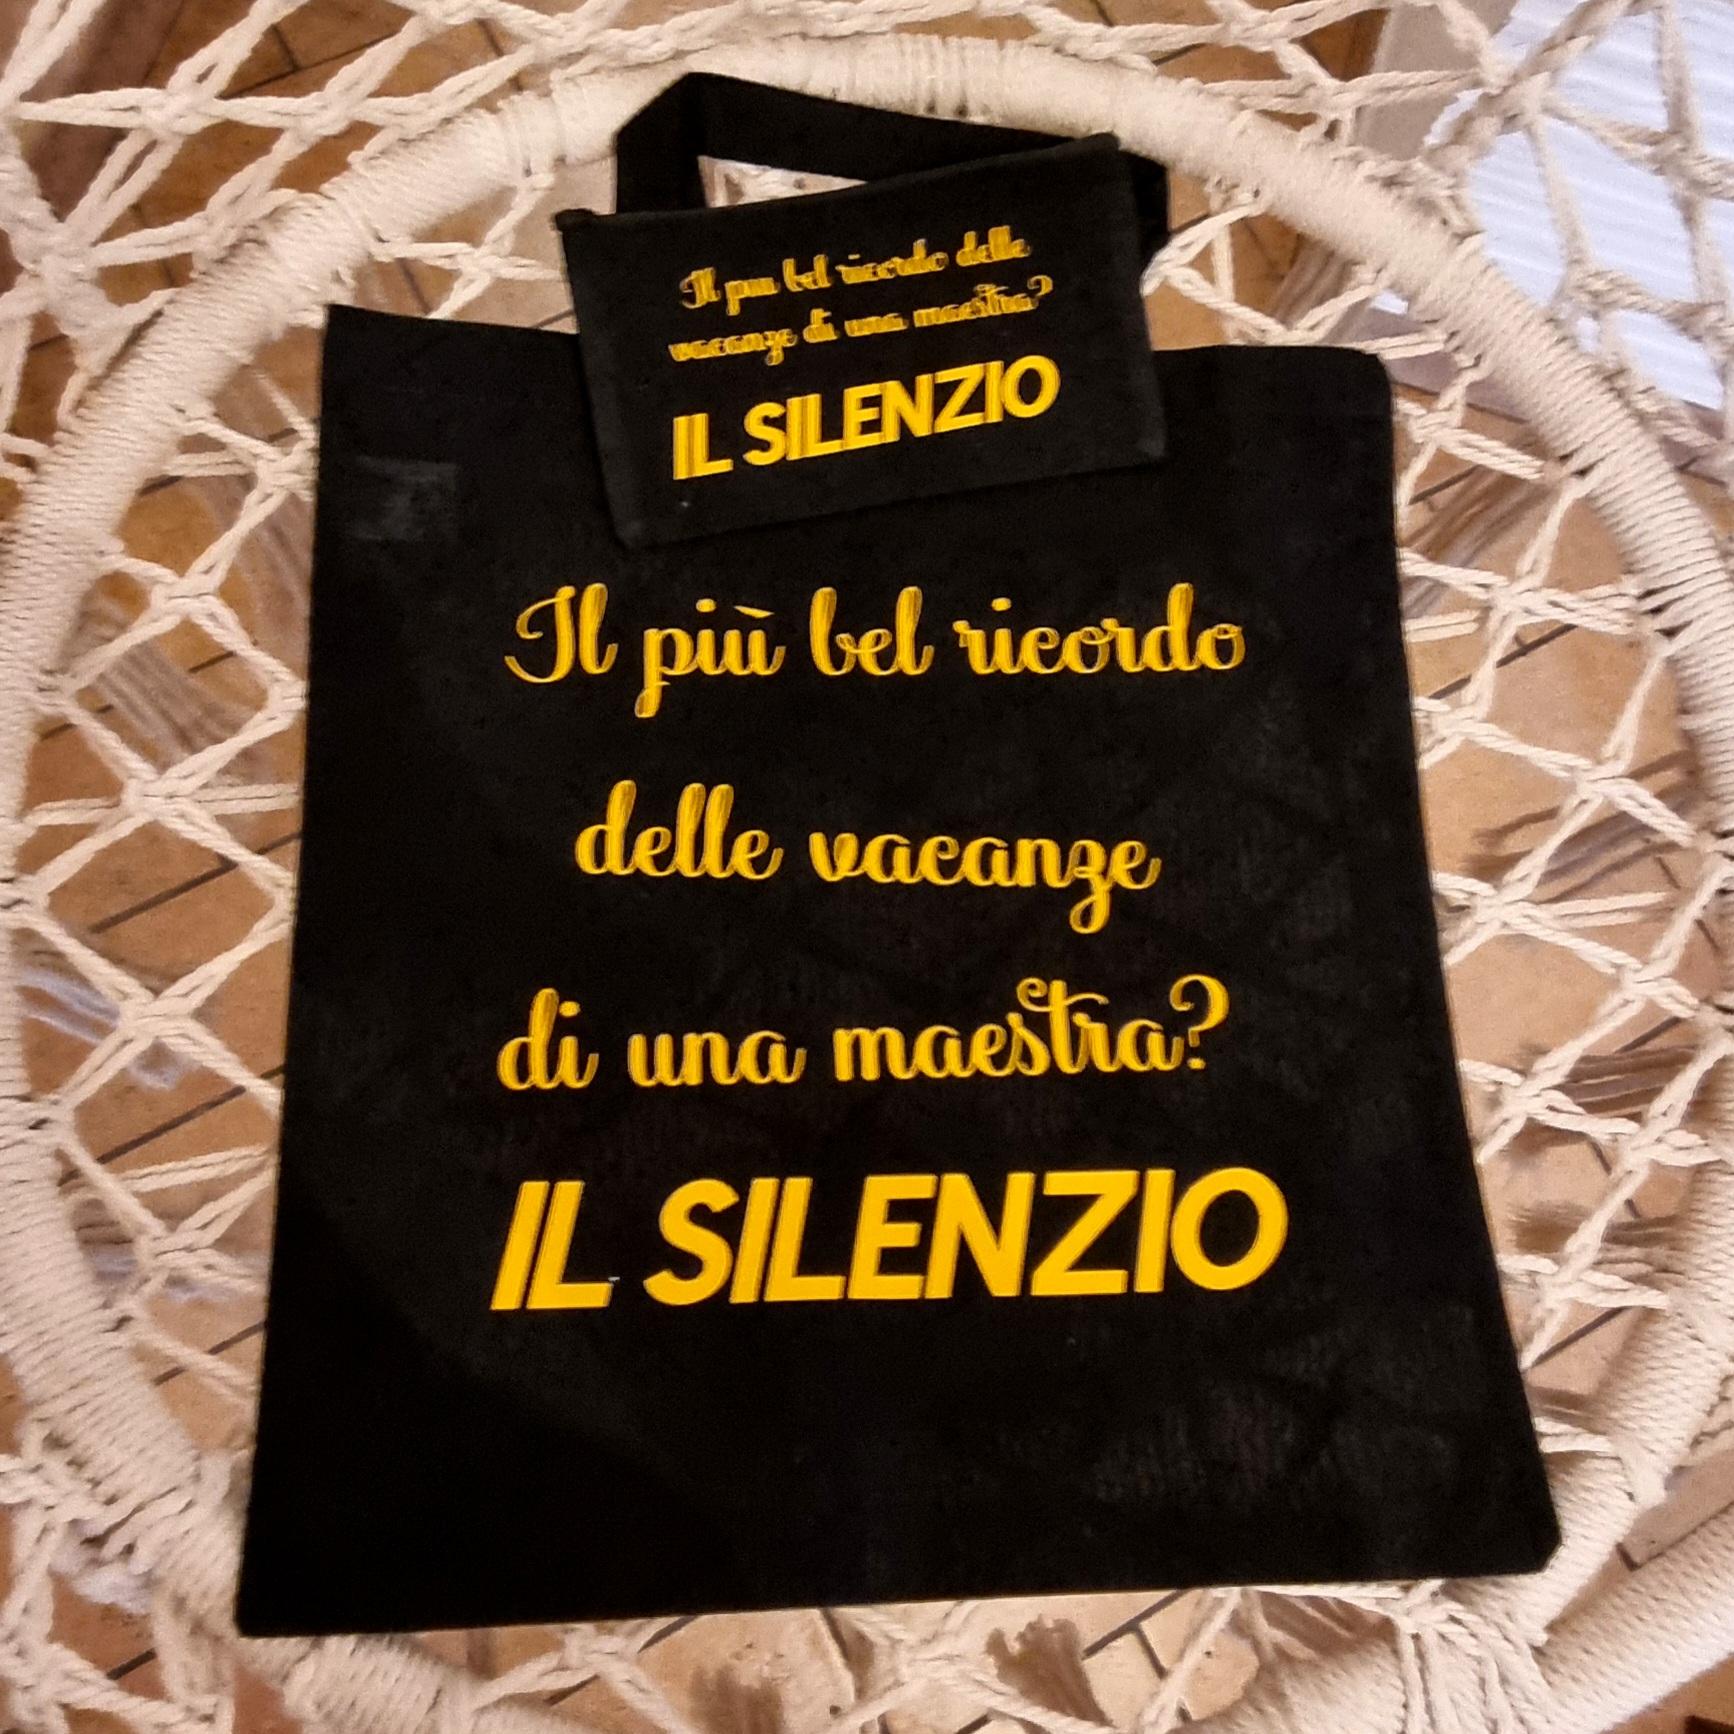 Il più bel ricordo delle
vacanze di una maestra?
IL SILENZIO
Il più bel ricordo
delle vacanze
di una maestra?
IL SILENZIO